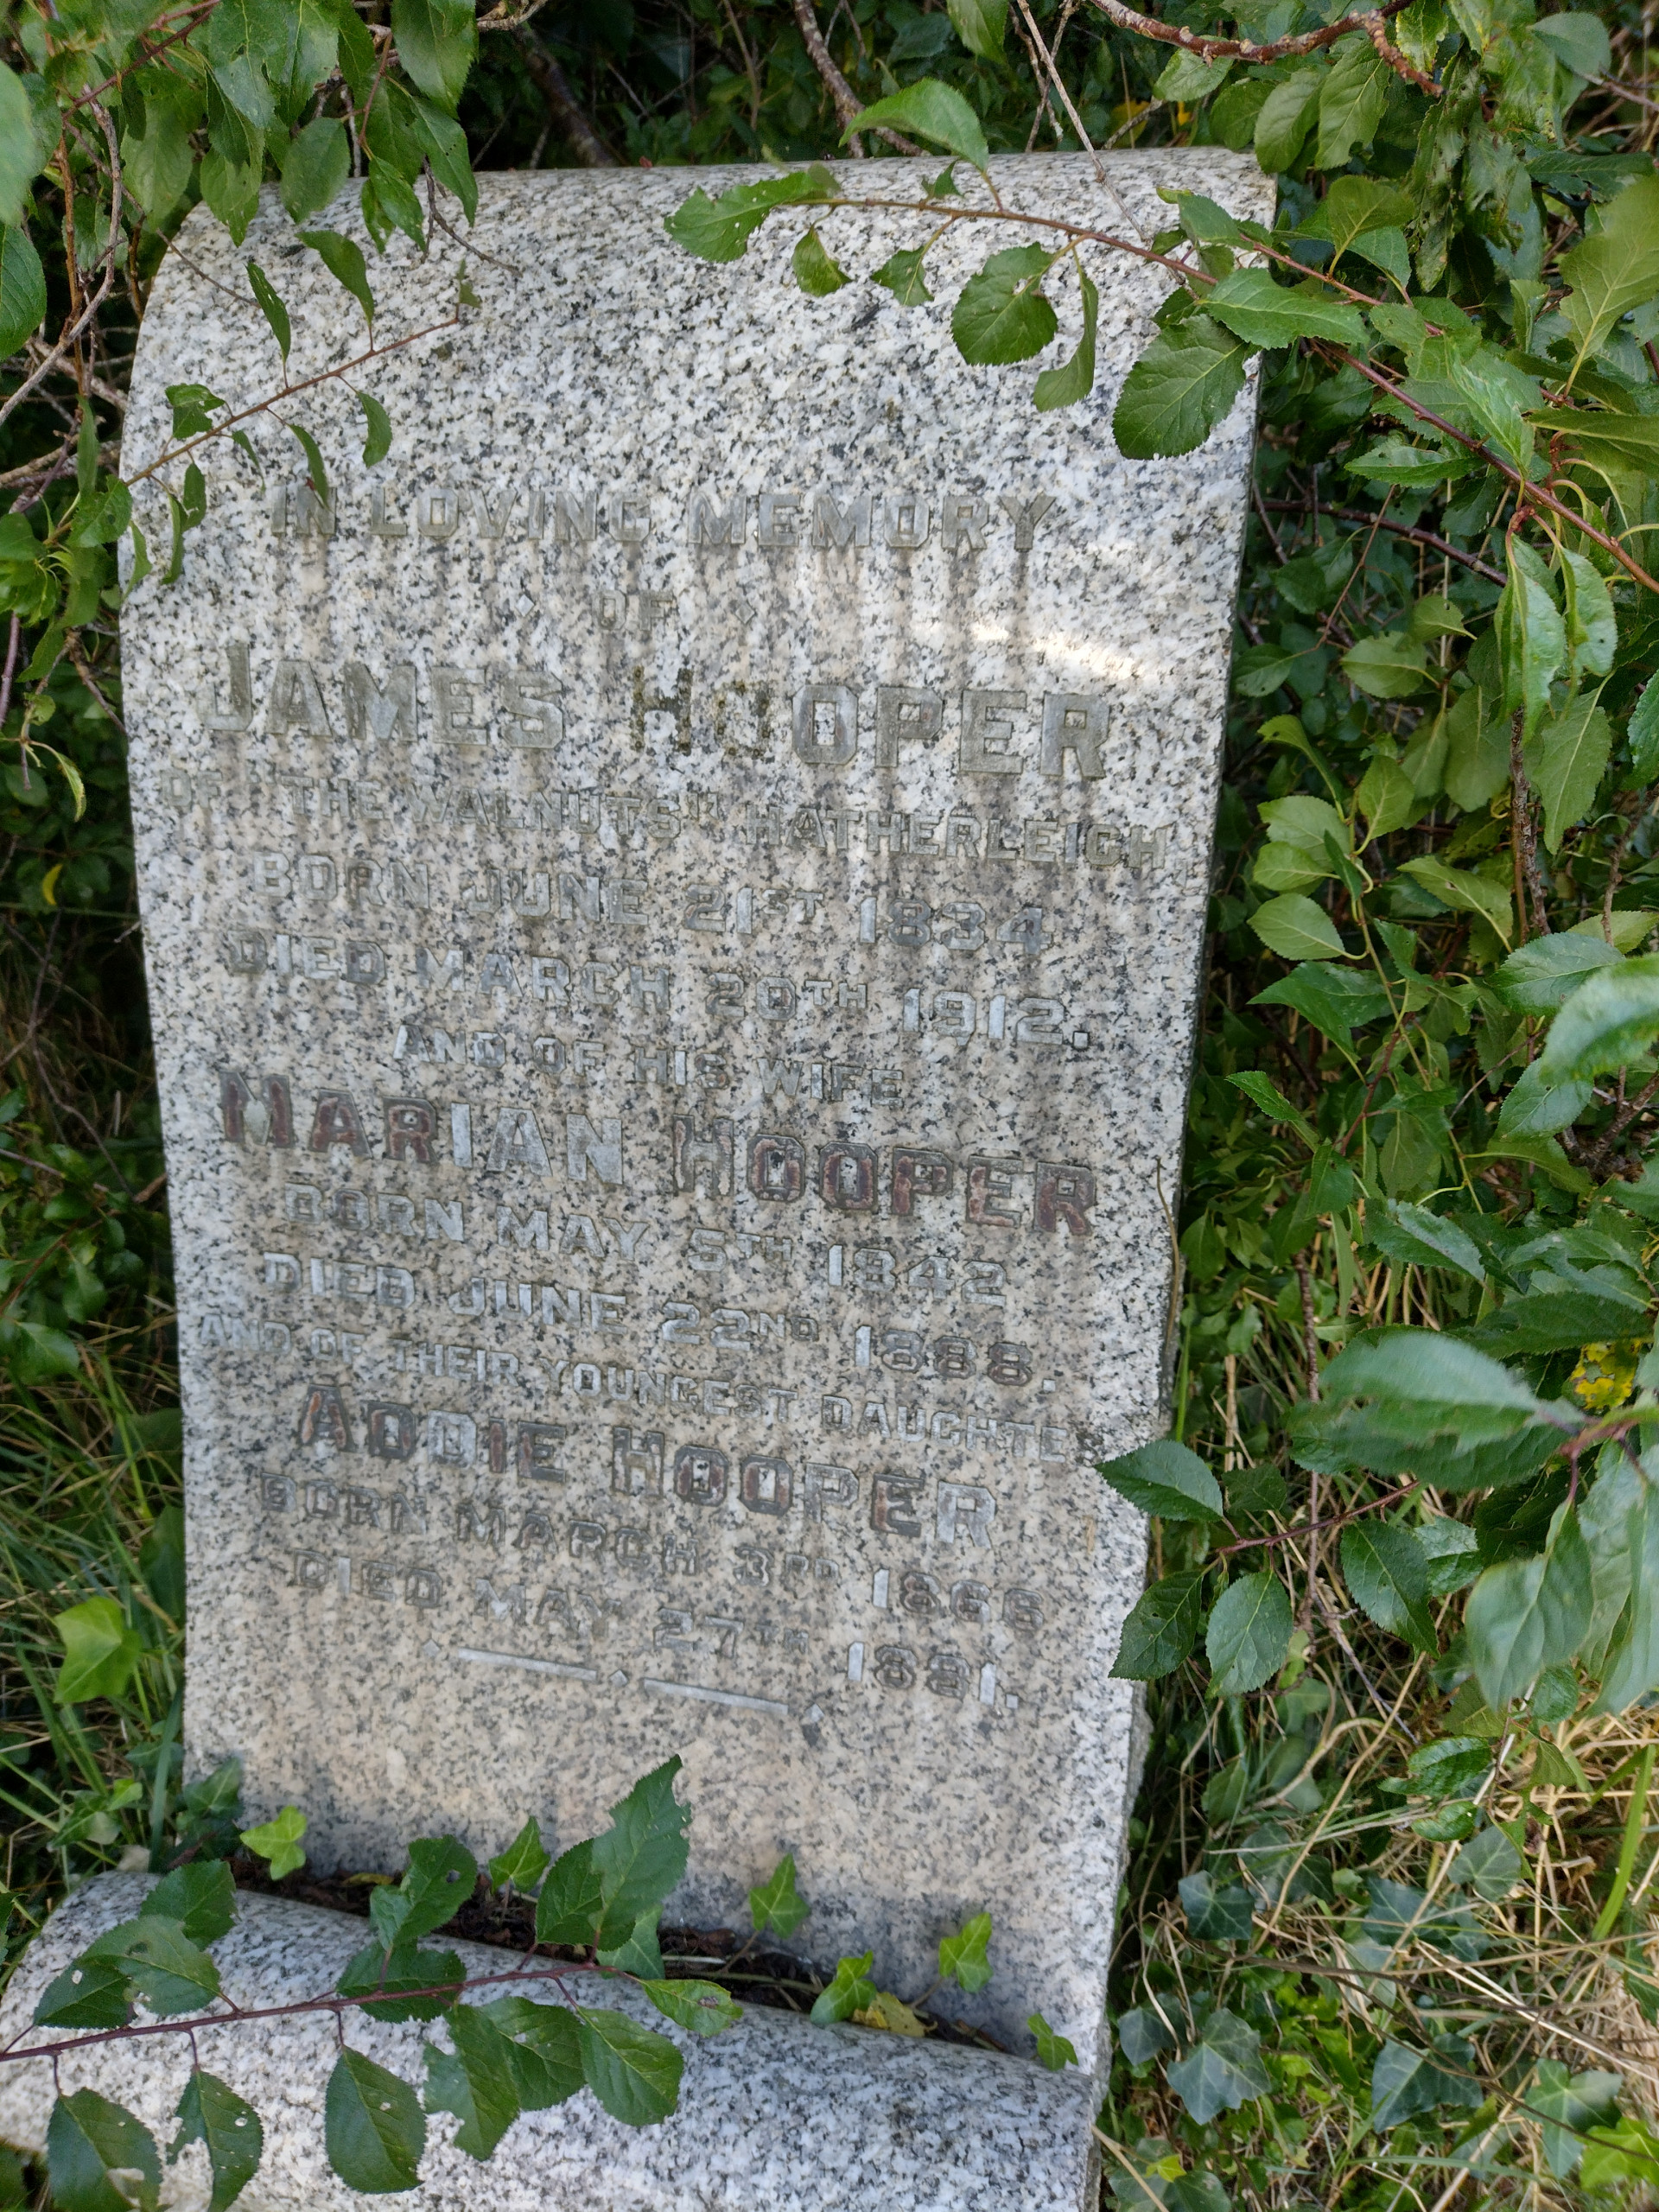 IN LOVING MEMORY
OF
JAMES HOOPER
OF "THE WALNUTS" HATHERLEIGH,
BORN JUNE 21ST 1834
DIED MARCH 20TH 1912.
AND OF HIS WIFE
MARIAN HOOPER
BORN MAY 5TH 1842
DIED JUNE 22ND 1888.
AND OF THEIR YOUNGEST DAUGHTER
ADDIE HOOPER
BORN MARCH 3RD 1866
DIED MAY 27TH 1891.